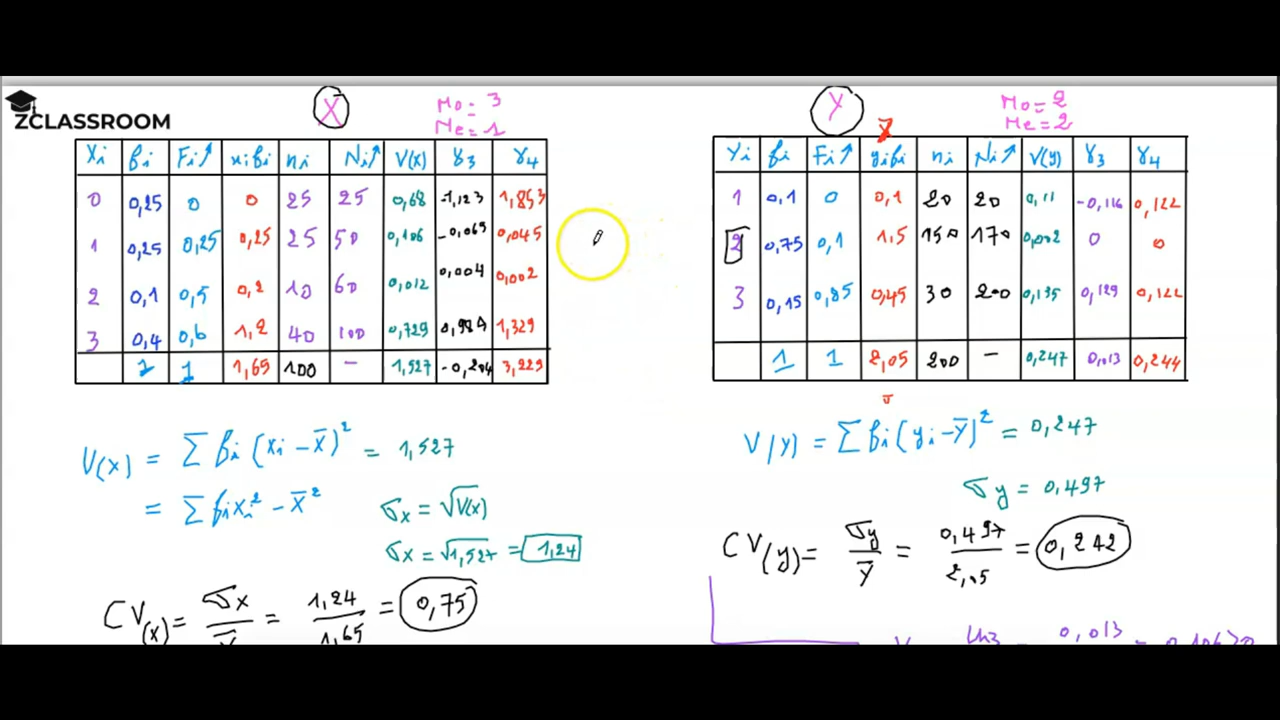 ZCLASSROOM
X
Mo = 3
Me = 1
xi fi Fi↑ xifi ni Ni↑ V(x) γ3 γ4
0 0,25 0 0 25 25 0,68 -1,123 1,853
1 0,25 0,25 0,25 25 50 0,106 -0,065 0,045
2 0,1 0,5 0,2 10 60 0,012 0,004 0,002
3 0,4 0,6 1,2 40 100 0,729 0,984 1,329
1 1 1,65 100 - 1,527 -0,204 3,229
V(x) = Σ fi (xi - X̄)² = 1,527
= Σ fixi² - X̄²
σx = √V(x)
σx = √1,527 = 1,24
CV(x) = σx / X̄ = 1,24 / 1,65 = 0,75
Y
Mo = 2
Me = 2
ȳ
Yi fi Fi↑ yifi ni Ni↑ V(y) γ3 γ4
1 0,1 0 0,1 20 20 0,11 -0,116 0,122
2 0,75 0,1 1.5 150 170 0,002 0 0
3 0,15 0,85 0,45 30 200 0,135 0,129 0,122
1 1 2,05 200 - 0,247 0,013 0,244
V(y) = Σ fi (yi - Ȳ)² = 0,247
σy = 0,497
CV(y) = σy / Ȳ = 0,497 / 2,05 = 0,242
0,013